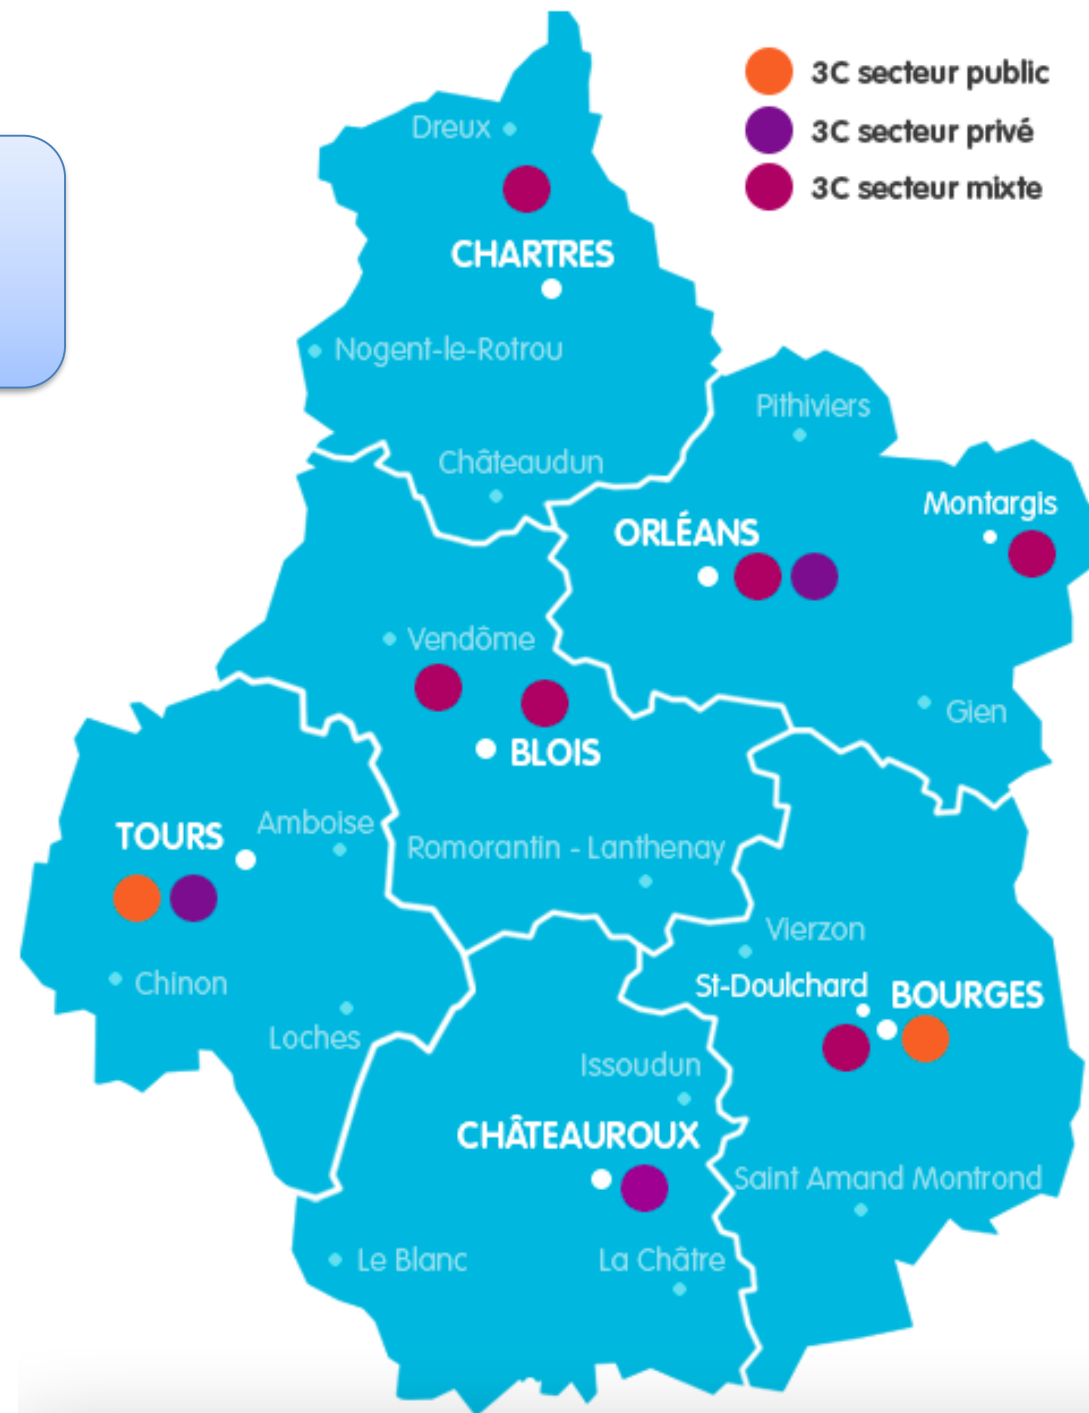 3C secteur public
3C secteur privé
3C secteur mixte
Dreux
CHARTRES
Nogent-le-Rotrou
Châteaudun
Pithiviers
Montargis
ORLÉANS
Vendôme
Gien
BLOIS
TOURS
Amboise
Romorantin - Lanthenay
Chinon
Loches
Vierzon
St-Doulchard
BOURGES
Issoudun
CHÂTEAUROUX
Saint Amand Montrond
Le Blanc
La Châtre